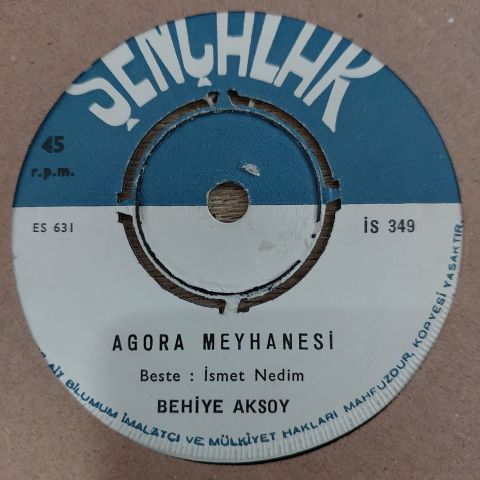 ŞENÇALAR
45
r.p.m.
ES 631
İS 349
AGORA MEYHANESİ
Beste : İsmet Nedim
BEHİYE AKSOY
AİT BİLUMUM İMALATÇI VE MÜLKİYET HAKLARI MAHFUZDUR, KOPYESİ YASAKTIR.